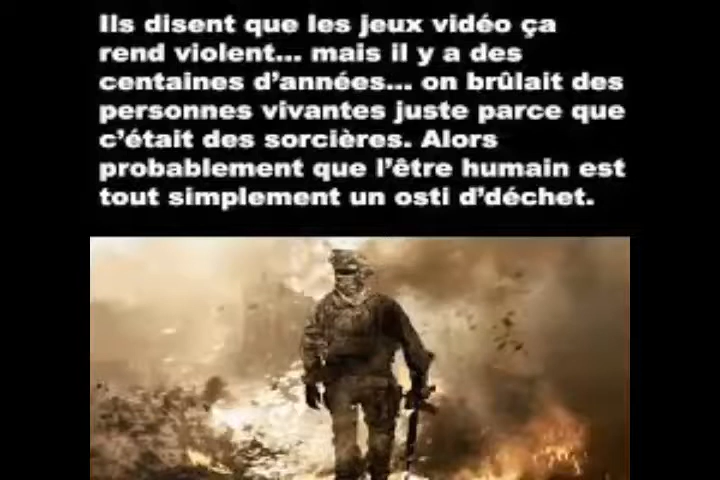 Ils disent que les jeux vidéo ça
rend violent... mais il y a des
centaines d'années... on brûlait des
personnes vivantes juste parce que
c'était des sorcières. Alors
probablement que l'être humain est
tout simplement un osti d'déchet.